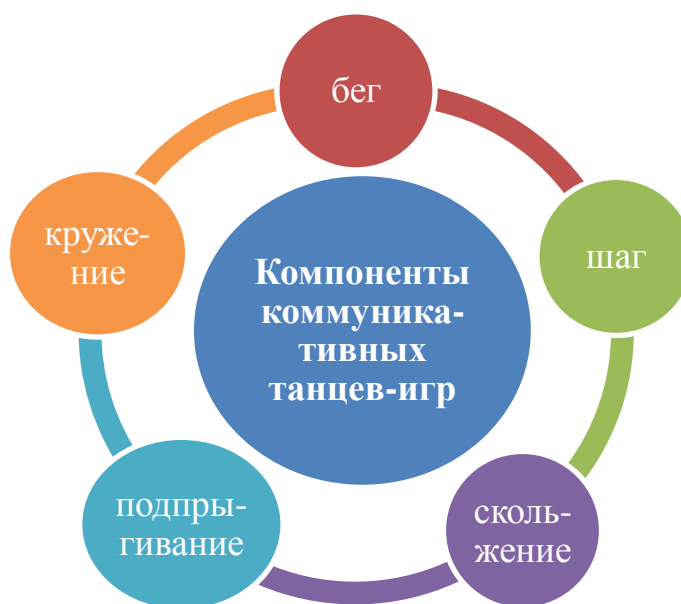 бег
круже-
ние
шаг
Компоненты
коммуника-
тивных
танцев-игр
подпры-
гивание
сколь-
жение